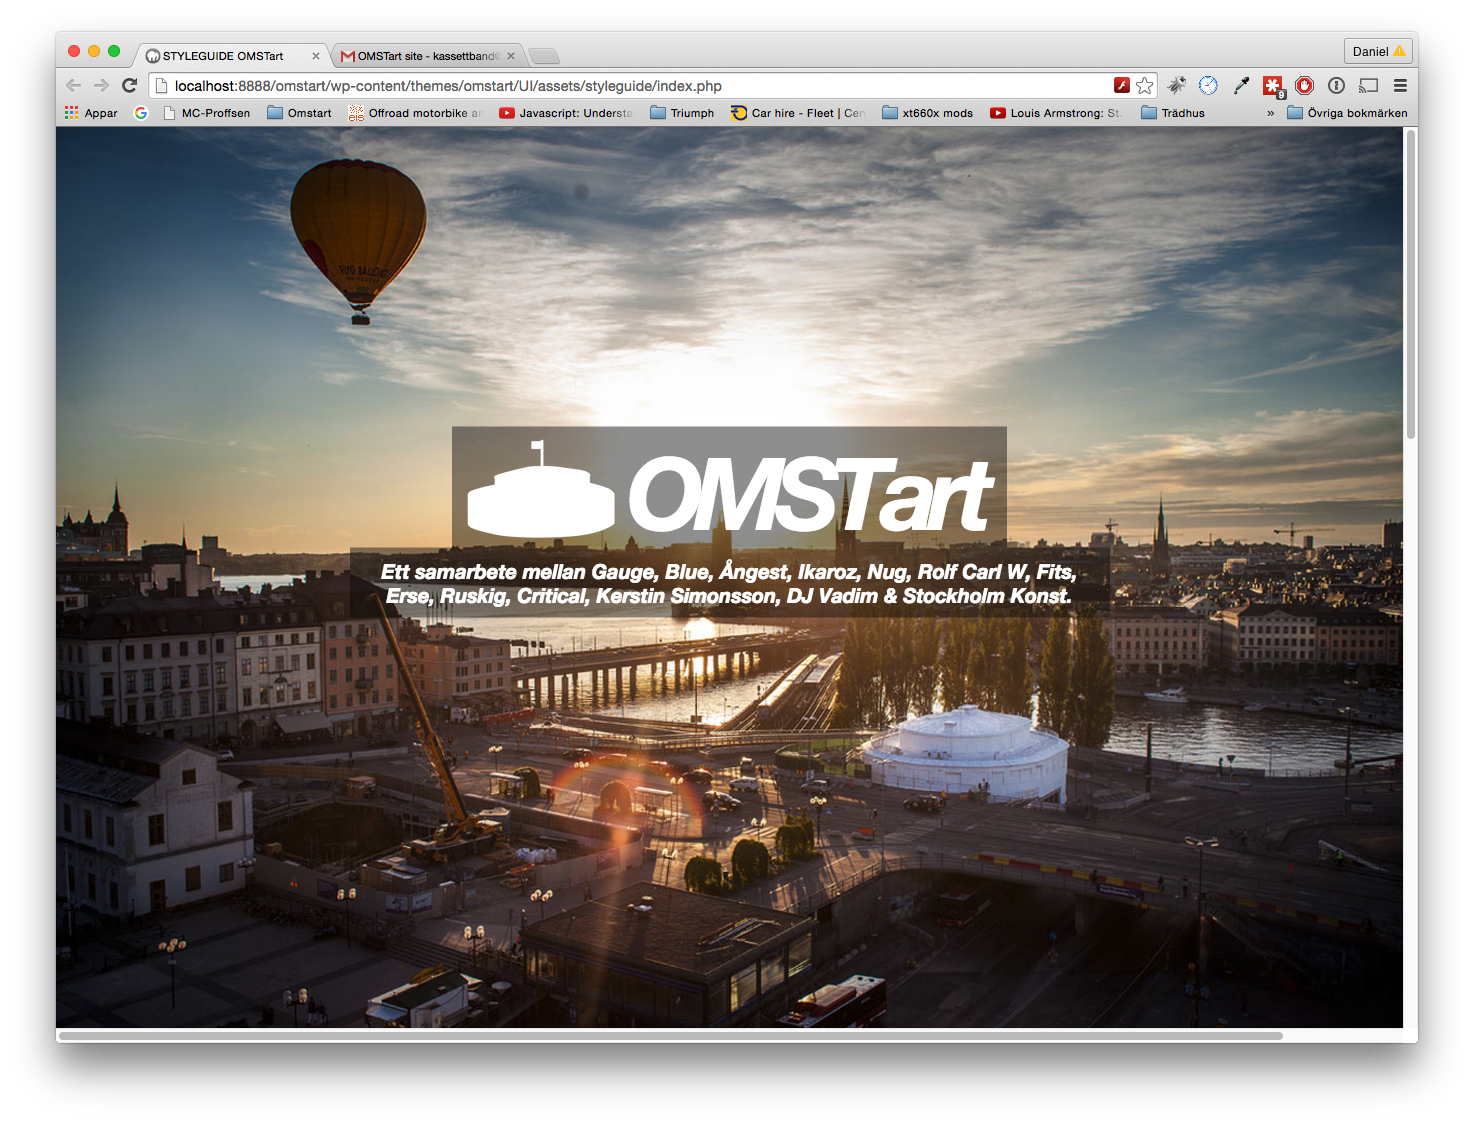 STYLEGUIDE OMSTart
OMSTart site - kassettband
Daniel
localhost:8888/omstart/wp-content/themes/omstart/UI/assets/styleguide/index.php
9
Appar
MC-Proffsen
Omstart
Offroad motorbike ar
Javascript: Understa
Triumph
Car hire - Fleet | Cen
xt660x mods
Louis Armstrong: St.
Trädhus
»
Övriga bokmärken
OMSTart
Ett samarbete mellan Gauge, Blue, Ångest, Ikaroz, Nug, Rolf Carl W, Fits,
Erse, Ruskig, Critical, Kerstin Simonsson, DJ Vadim & Stockholm Konst.